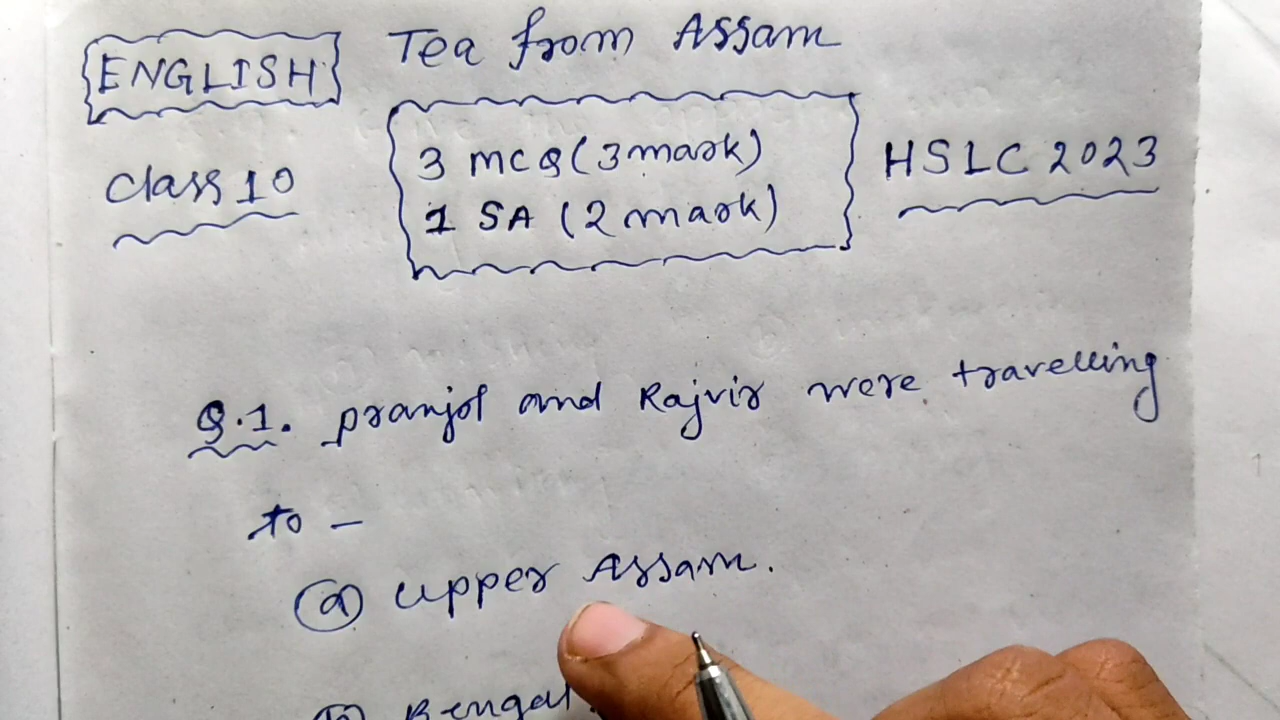 ENGLISH
Tea from Assam
Class 10
3 MCQ (3 mark)
1 SA (2 mark)
HSLC 2023
Q.1. pranjol and Rajvir were travelling
to -
(a) upper Assam.
(b) Bengal.